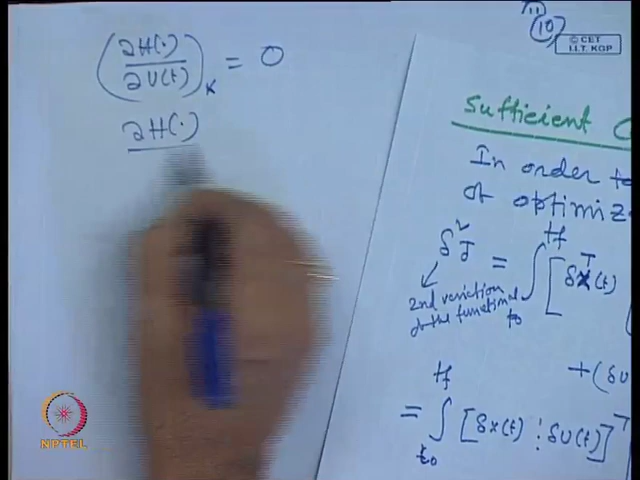 (∂H(·)/∂U(t))* = 0
∂H(·)
11
10
© CET
I.I.T. KGP
Sufficient
In order to
of optimiz
δ²J = ∫ t0 tf [δx^T(t)
2nd variation
of the functional
+(δU
= ∫ t0 tf [δx(t) ⋮ δU(t)]^T
NPTEL